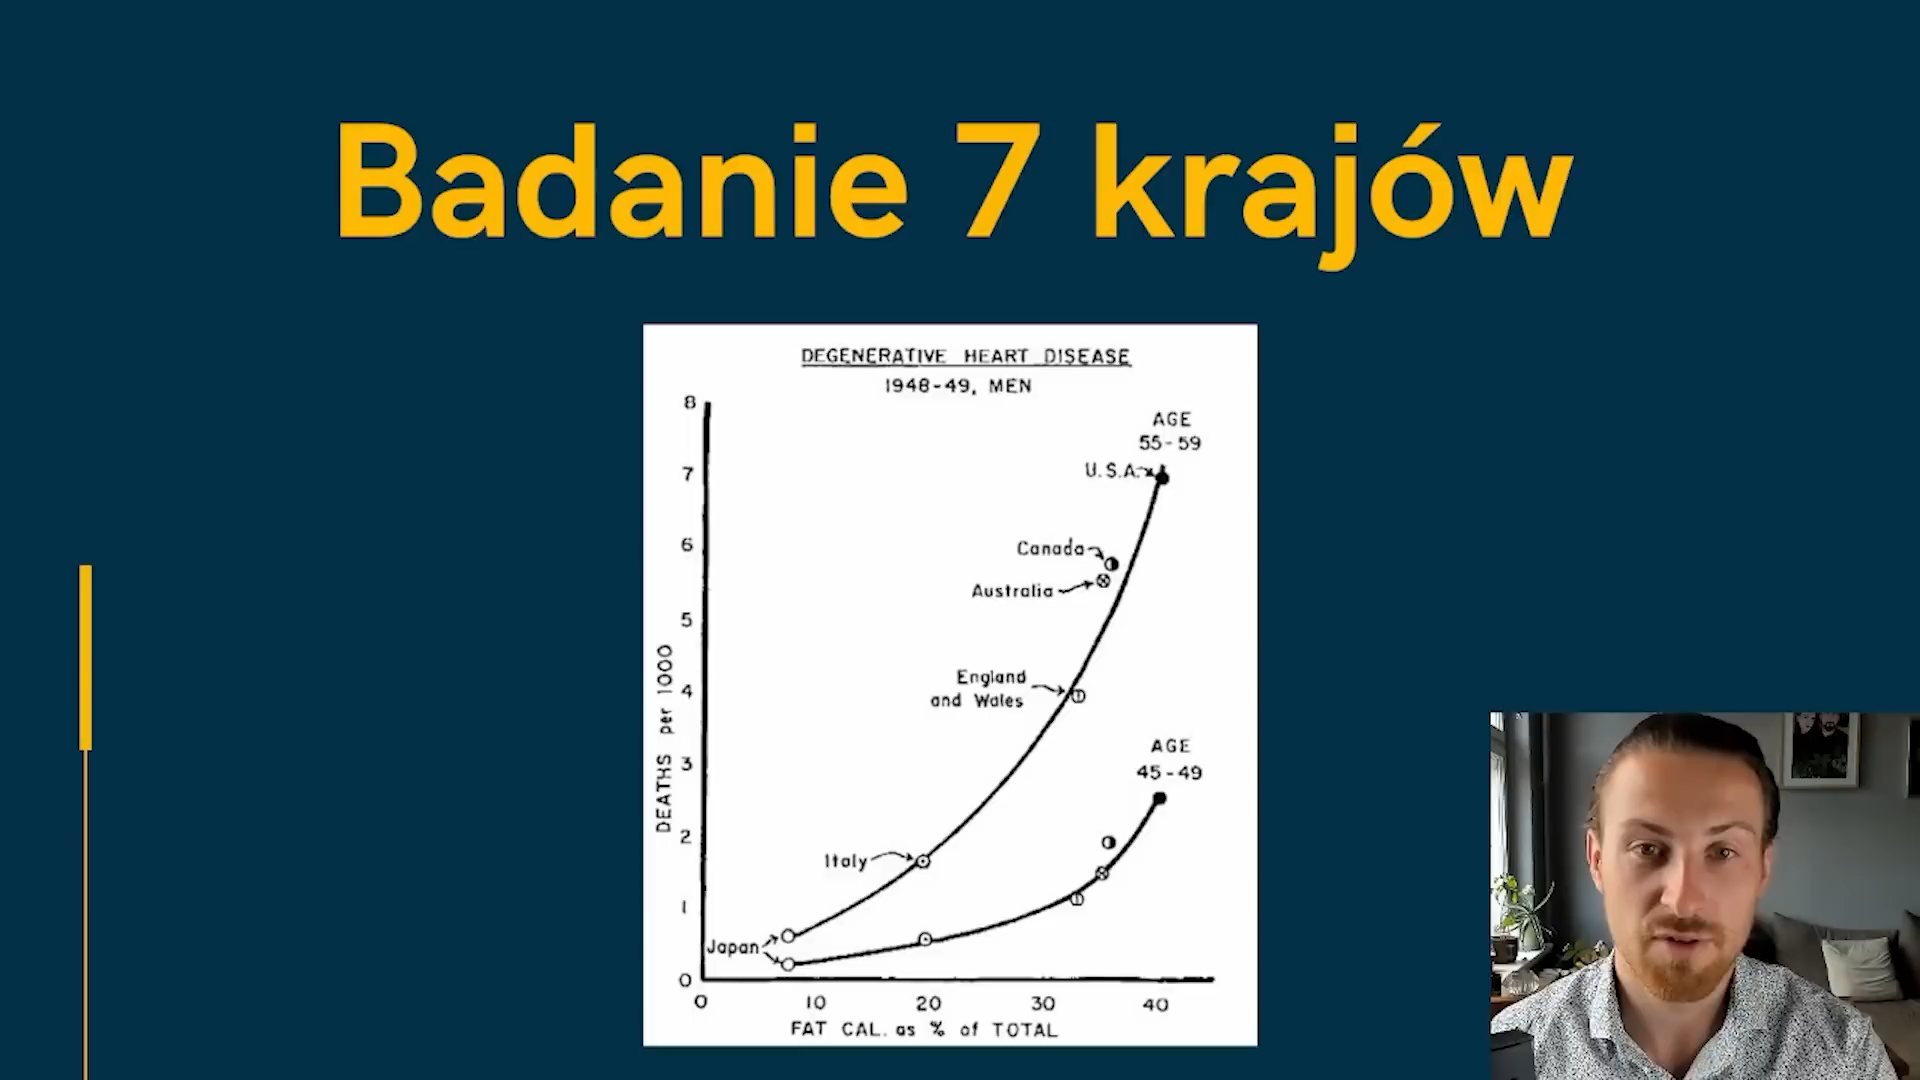 Badanie 7 krajów
DEGENERATIVE HEART DISEASE
1948-49, MEN
8
7
6
5
4
3
2
1
0
DEATHS per 1000
AGE
55-59
U.S.A.
Canada
Australia
England
and Wales
AGE
45-49
Italy
Japan
0 10 20 30 40
FAT CAL. as % of TOTAL